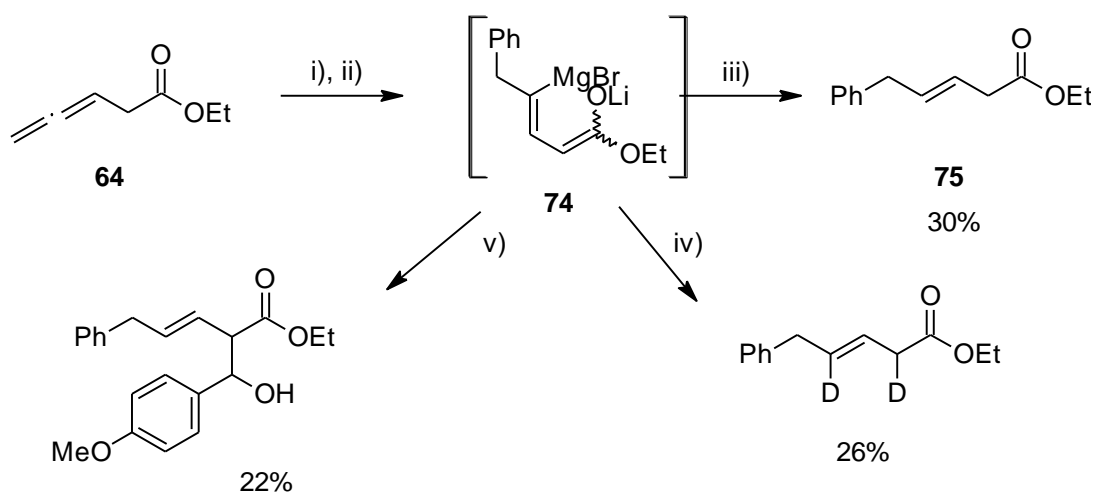 O
OEt
64
i), ii)
Ph
MgBr
OLi
OEt
74
iii)
Ph
O
OEt
75
30%
v)
iv)
Ph
O
OEt
OH
MeO
22%
Ph
O
OEt
D
D
26%